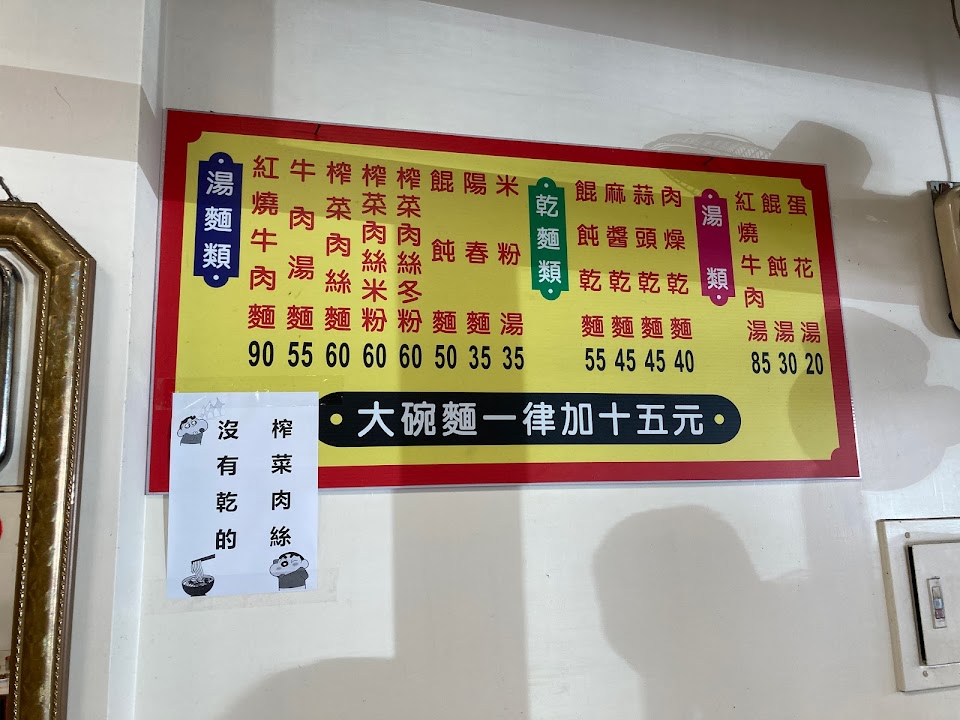 湯麵類
紅燒牛肉麵 90
牛肉湯麵 55
榨菜肉絲麵 60
榨菜肉絲米粉 60
榨菜肉絲冬粉 60
餛飩麵 50
陽春麵 35
米粉湯 35
乾麵類
餛飩乾麵 55
麻醬乾麵 45
蒜頭乾麵 45
肉燥乾麵 40
湯類
紅燒牛肉湯 85
餛飩湯 30
蛋花湯 20
大碗麵一律加十五元
榨菜肉絲
沒有乾的